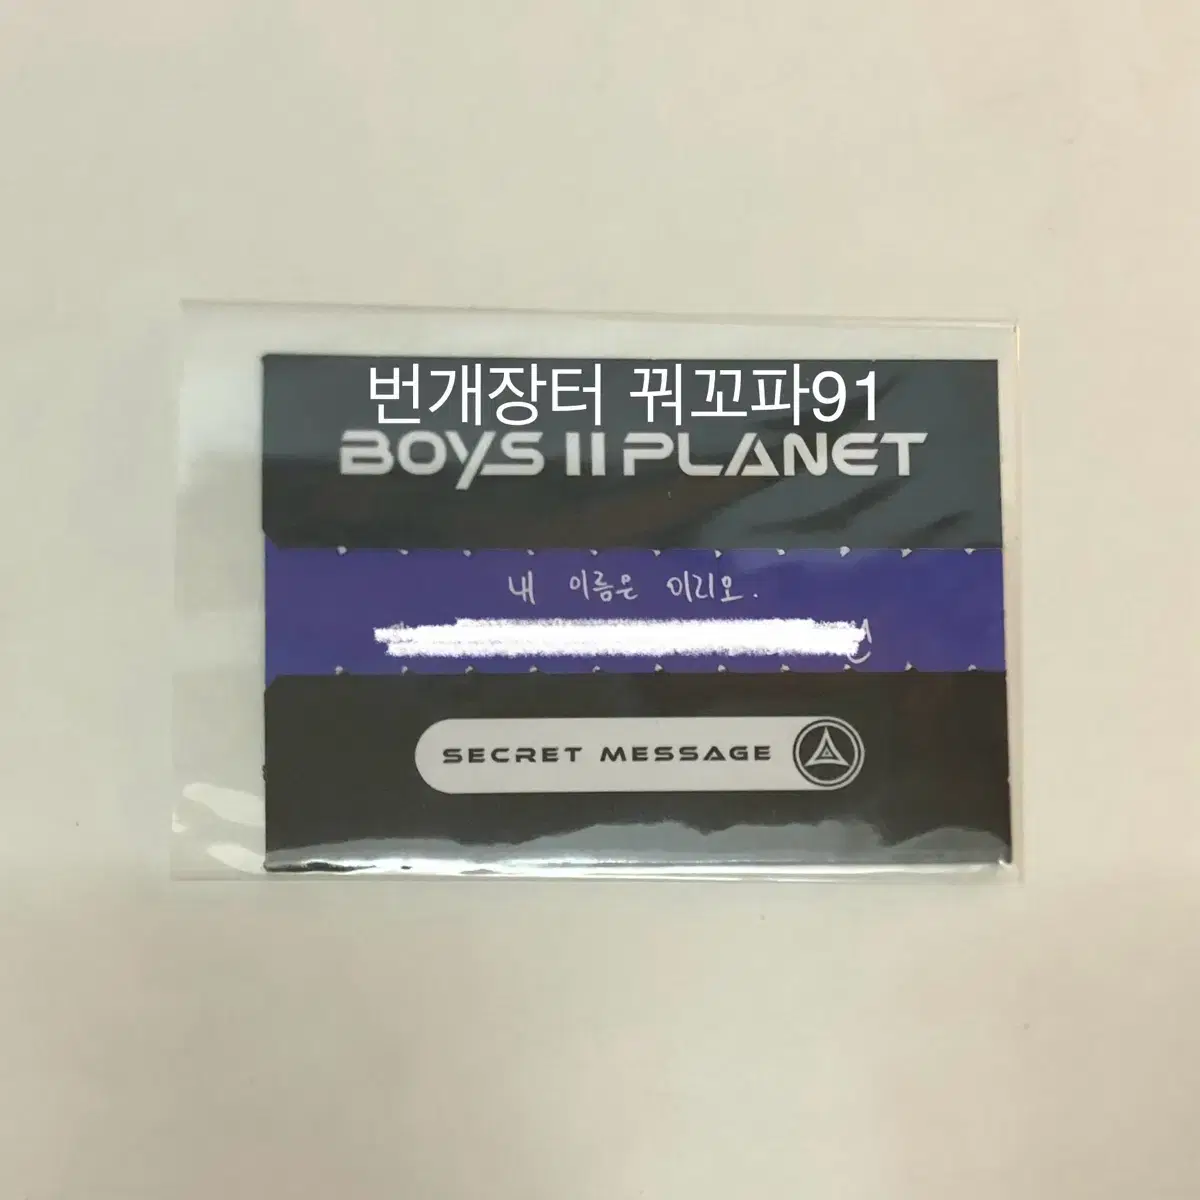 번개장터 꿔꼬파91
BOYS II PLANET
내 이름은 이리오.
SECRET MESSAGE